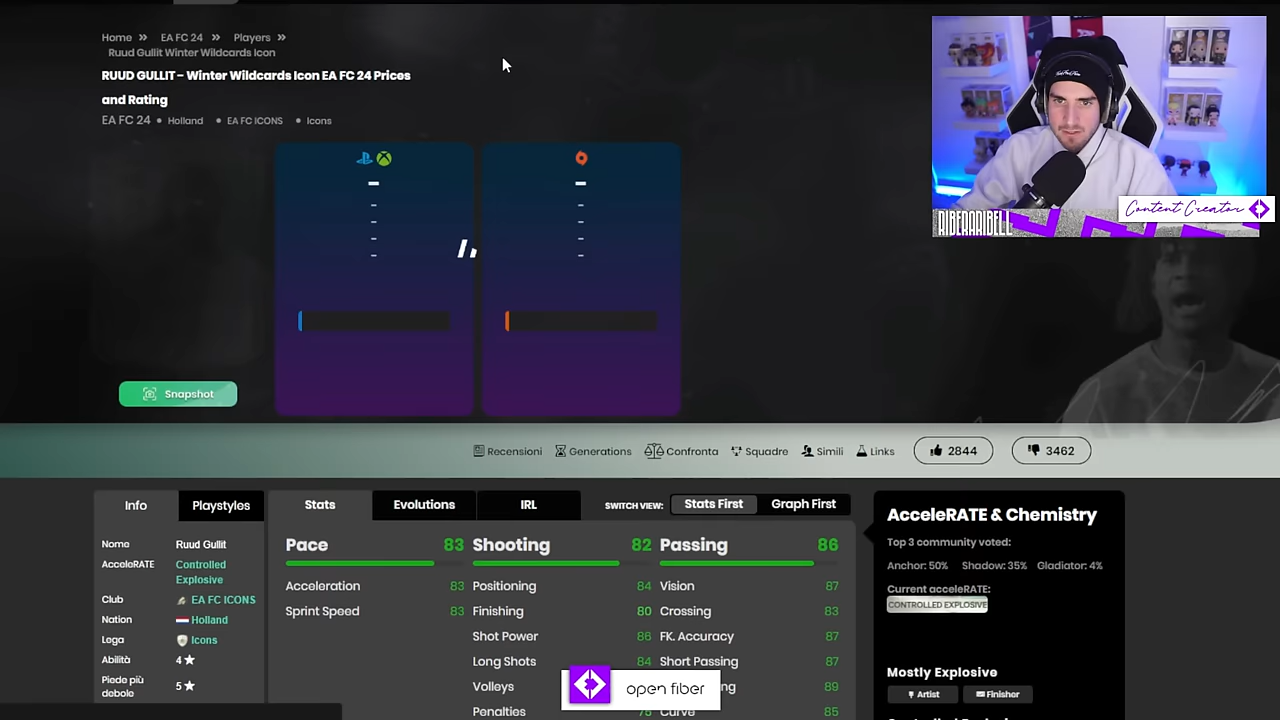 Home » EA FC 24 » Players »
Ruud Gullit Winter Wildcards Icon
RUUD GULLIT - Winter Wildcards Icon EA FC 24 Prices
and Rating
EA FC 24 • Holland • EA FC ICONS • Icons
Snapshot
Content Creator
RIBERARIBELL
Recensioni Generations Confronta Squadre Simili Links 2844 3462
Info Playstyles
Nome Ruud Gullit
AcceleRATE Controlled
Explosive
Club EA FC ICONS
Nation Holland
Lega Icons
Abilità 4★
Piede più
debole 5★
Stats Evolutions IRL SWITCH VIEW: Stats First Graph First
Pace 83 Shooting 82 Passing 86
Acceleration 83 Positioning 84 Vision 87
Sprint Speed 83 Finishing 80 Crossing 83
Shot Power 86 FK. Accuracy 87
Long Shots 84 Short Passing 87
Volleys 89
Penalties 75 Curve 85
open fiber
AcceleRATE & Chemistry
Top 3 community voted:
Anchor: 50% Shadow: 35% Gladiator: 4%
Current acceleRATE:
CONTROLLED EXPLOSIVE
Mostly Explosive
Artist Finisher